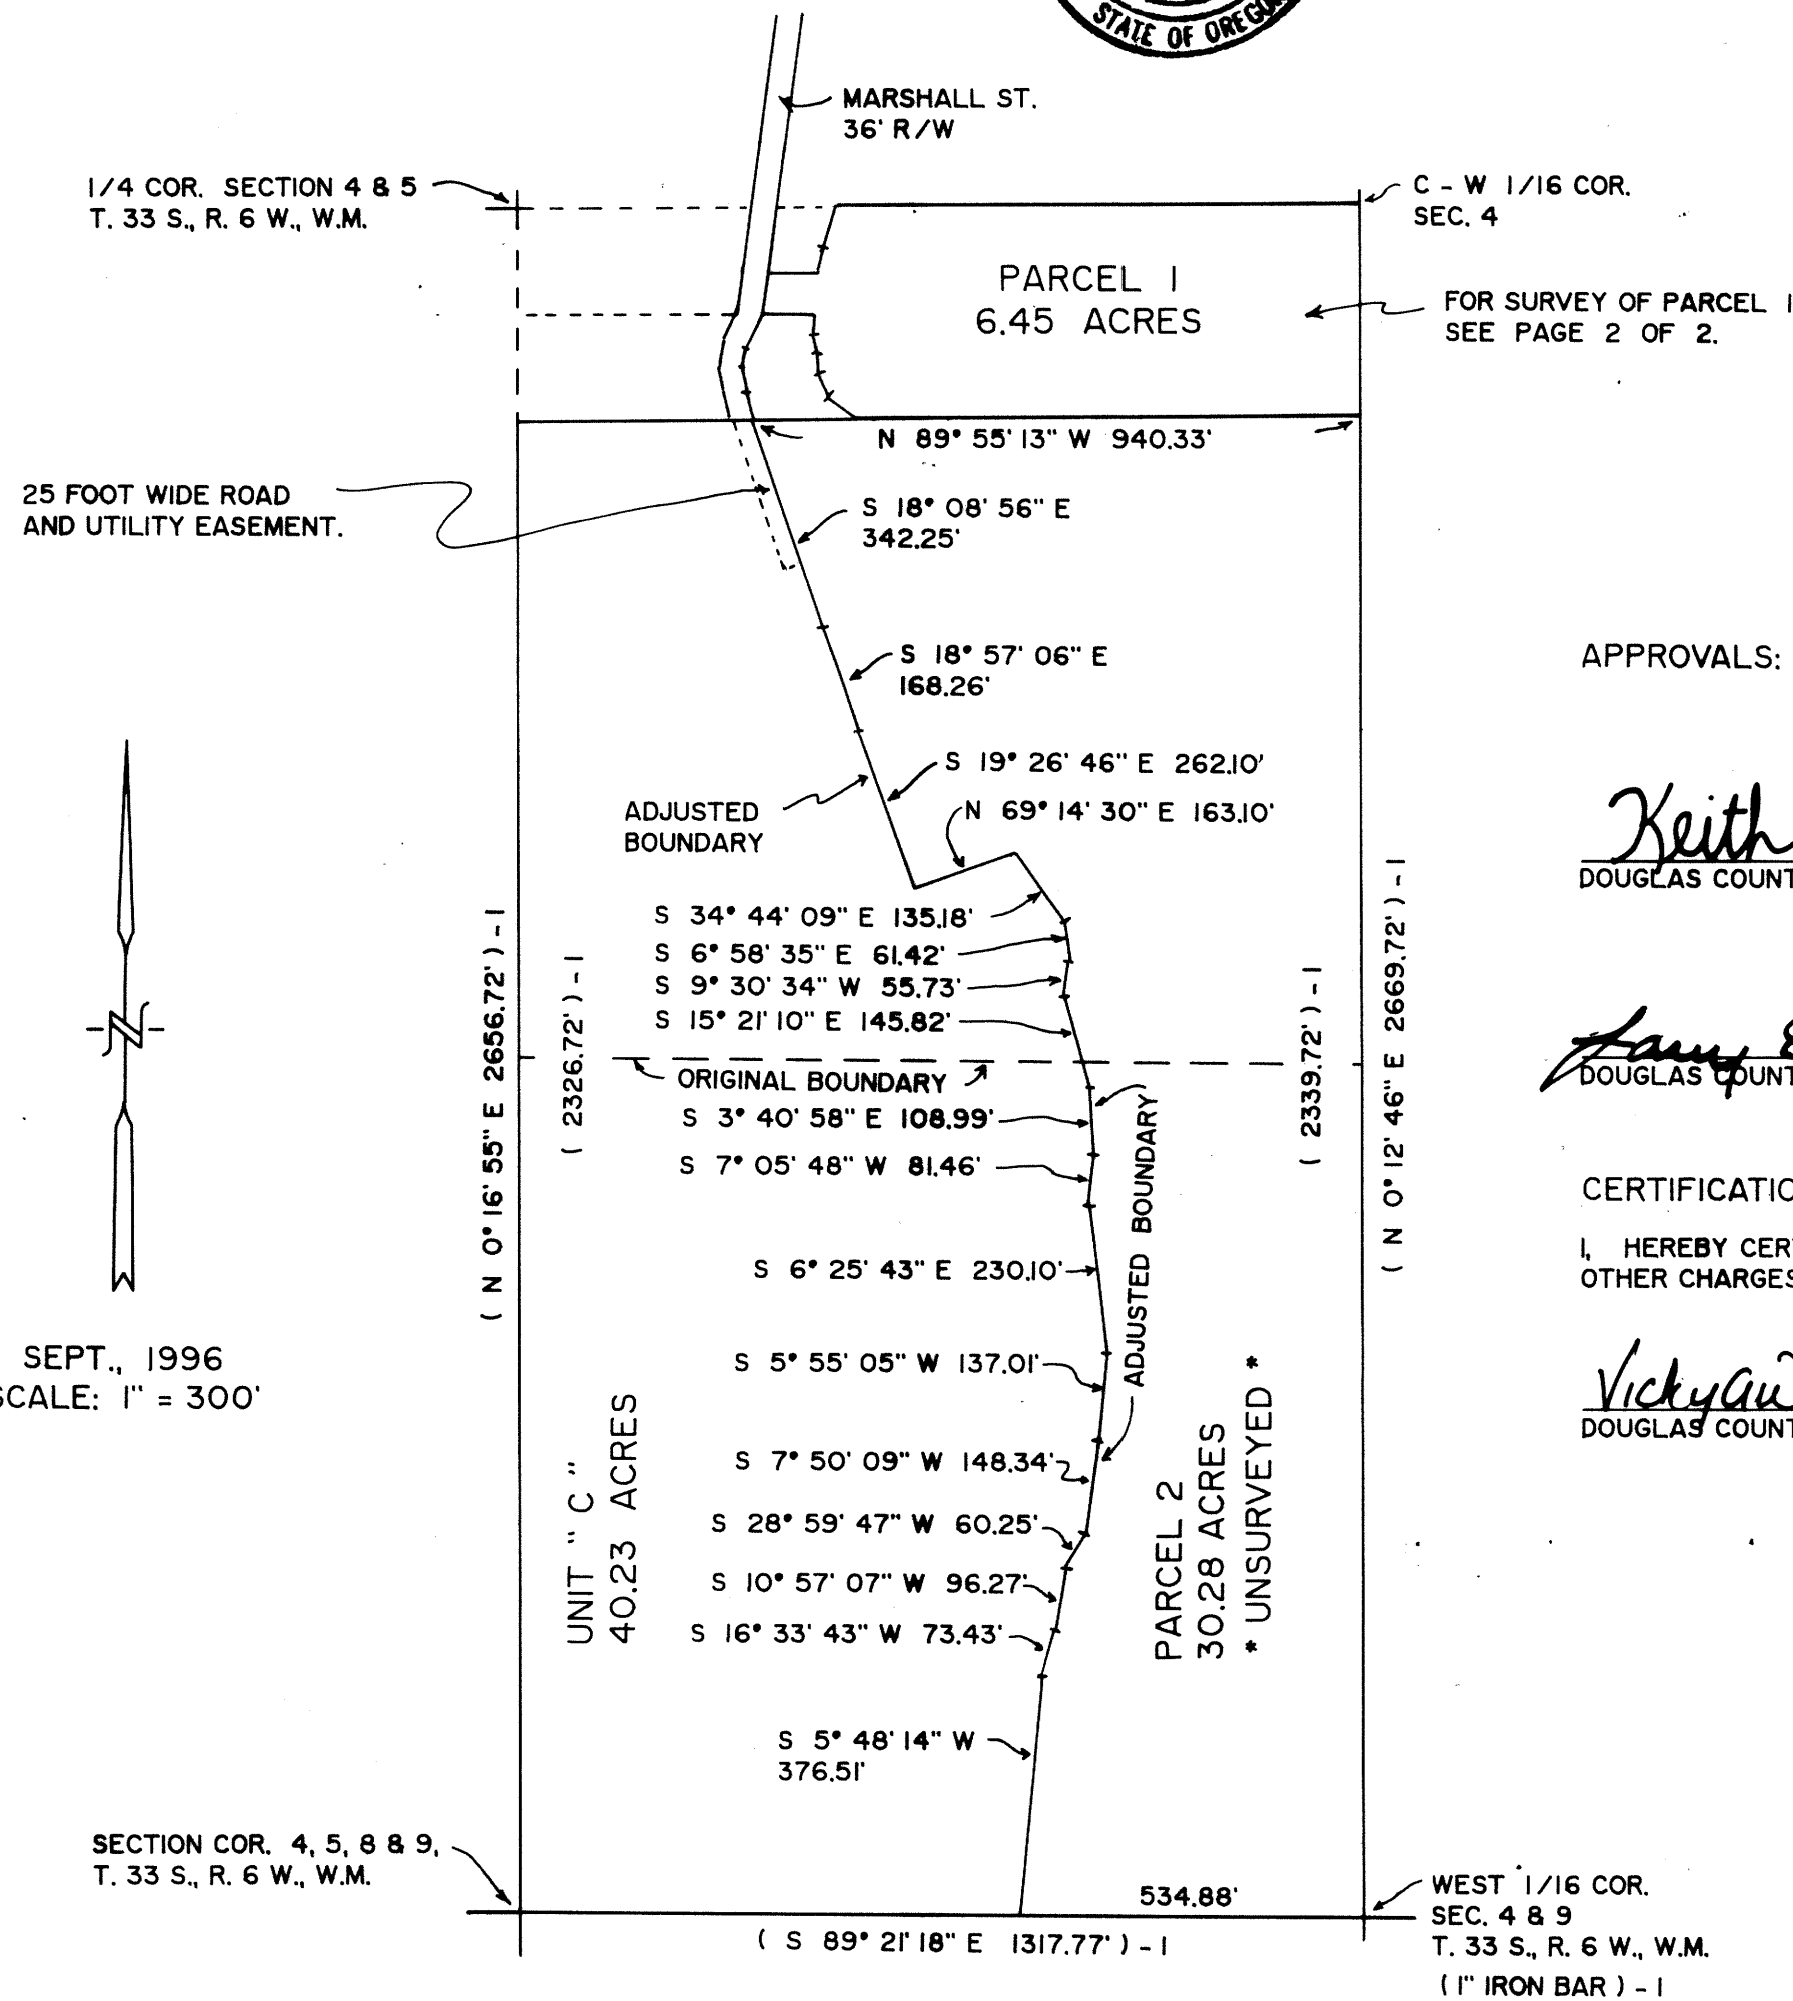 STATE OF OREGON
MARSHALL ST.
36' R/W
1/4 COR. SECTION 4 & 5
T. 33 S., R. 6 W., W.M.
C - W 1/16 COR.
SEC. 4
PARCEL 1
6.45 ACRES
FOR SURVEY OF PARCEL 1
SEE PAGE 2 OF 2.
N 89° 55' 13" W 940.33'
25 FOOT WIDE ROAD
AND UTILITY EASEMENT.
S 18° 08' 56" E
342.25'
S 18° 57' 06" E
168.26'
APPROVALS:
S 19° 26' 46" E 262.10'
N 69° 14' 30" E 163.10'
ADJUSTED
BOUNDARY
Keith
DOUGLAS COUNT
S 34° 44' 09" E 135.18'
S 6° 58' 35" E 61.42'
S 9° 30' 34" W 55.73'
S 15° 21' 10" E 145.82'
( N 0° 16' 55" E 2656.72' ) - 1
( 2326.72' ) - 1
( 2339.72' ) - 1
( N 0° 12' 46" E 2669.72' ) - 1
N
ORIGINAL BOUNDARY
DOUGLAS COUNT
S 3° 40' 58" E 108.99'
S 7° 05' 48" W 81.46'
ADJUSTED BOUNDARY
CERTIFICATIO
I, HEREBY CER
OTHER CHARGES
S 6° 25' 43" E 230.10'
SEPT., 1996
SCALE: 1" = 300'
S 5° 55' 05" W 137.01'
DOUGLAS COUNT
UNIT " C "
40.23 ACRES
S 7° 50' 09" W 148.34'
PARCEL 2
30.28 ACRES
* UNSURVEYED *
S 28° 59' 47" W 60.25'
S 10° 57' 07" W 96.27'
S 16° 33' 43" W 73.43'
S 5° 48' 14" W
376.51'
SECTION COR. 4, 5, 8 & 9,
T. 33 S., R. 6 W., W.M.
534.88'
( S 89° 21' 18" E 1317.77' ) - 1
WEST 1/16 COR.
SEC. 4 & 9
T. 33 S., R. 6 W., W.M.
( 1" IRON BAR ) - 1